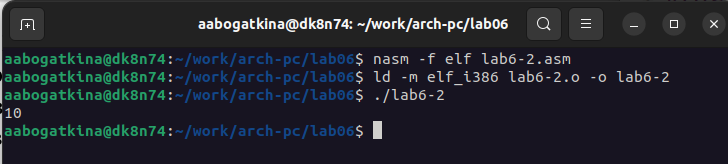 aabogatkina@dk8n74: ~/work/arch-pc/lab06
aabogatkina@dk8n74:~/work/arch-pc/lab06$ nasm -f elf lab6-2.asm
aabogatkina@dk8n74:~/work/arch-pc/lab06$ ld -m elf_i386 lab6-2.o -o lab6-2
aabogatkina@dk8n74:~/work/arch-pc/lab06$ ./lab6-2
10
aabogatkina@dk8n74:~/work/arch-pc/lab06$